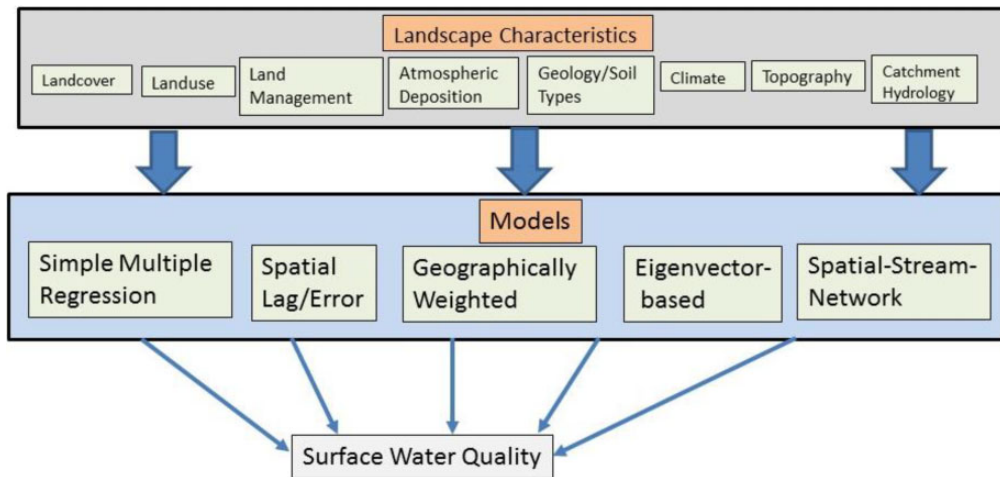 Landscape Characteristics
Landcover
Landuse
Land
Management
Atmospheric
Deposition
Geology/Soil
Types
Climate
Topography
Catchment
Hydrology
Models
Simple Multiple
Regression
Spatial
Lag/Error
Geographically
Weighted
Eigenvector-
based
Spatial-Stream-
Network
Surface Water Quality